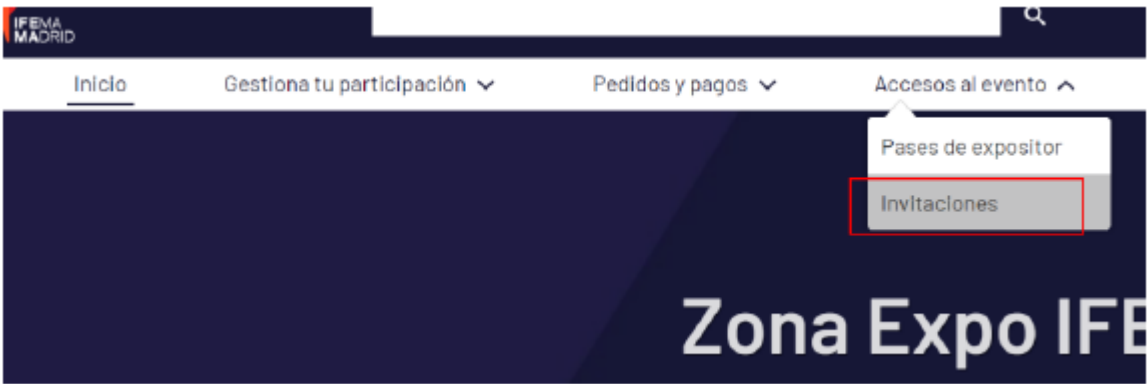 IFEMA
MADRID
Inicio
Gestiona tu participación
Pedidos y pagos
Accesos al evento
Pases de expositor
Invitaciones
Zona Expo IFE